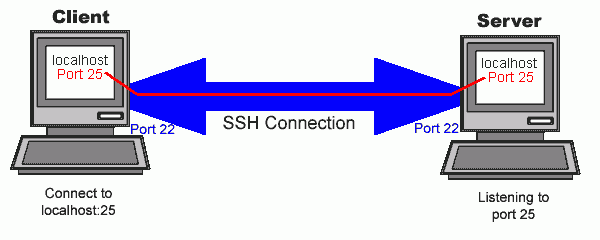 Client
Server
localhost
Port 25
localhost
Port 25
Port 22
SSH Connection
Port 22
Connect to
localhost:25
Listening to
port 25